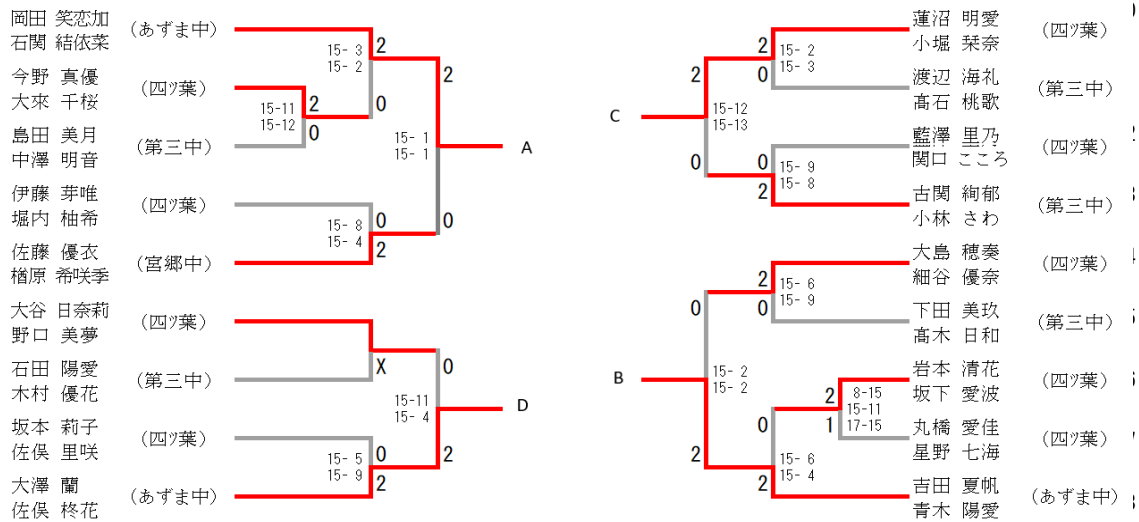 岡田 笑恋加
石関 結依菜
(あずま中)
今野 真優
大來 千桜
(四ツ葉)
島田 美月
中澤 明音
(第三中)
伊藤 芽唯
堀内 柚希
(四ツ葉)
佐藤 優衣
楢原 希咲季
(宮郷中)
大谷 日奈莉
野口 美夢
(四ツ葉)
石田 陽愛
木村 優花
(第三中)
坂本 莉子
佐俣 里咲
(四ツ葉)
大澤 蘭
佐俣 柊花
(あずま中)
15- 3
15- 2
2
0
15-11
15-12
2
0
15- 1
15- 1
2
0
A
15- 8
15- 4
0
2
X
15-11
15- 4
0
2
D
15- 5
15- 9
0
2
蓮沼 明愛
小堀 栞奈
(四ツ葉)
渡辺 海礼
髙石 桃歌
(第三中)
藍澤 里乃
関口 こころ
(四ツ葉)
古関 絢郁
小林 さわ
(第三中)
大島 穂奏
細谷 優奈
(四ツ葉)
下田 美玖
髙木 日和
(第三中)
岩本 清花
坂下 愛波
(四ツ葉)
丸橋 愛佳
星野 七海
(四ツ葉)
吉田 夏帆
青木 陽愛
(あずま中)
2
0
15- 2
15- 3
C
2
0
15-12
15-13
0
2
15- 9
15- 8
2
0
15- 6
15- 9
B
0
2
15- 2
15- 2
2
1
8-15
15-11
17-15
0
2
15- 6
15- 4